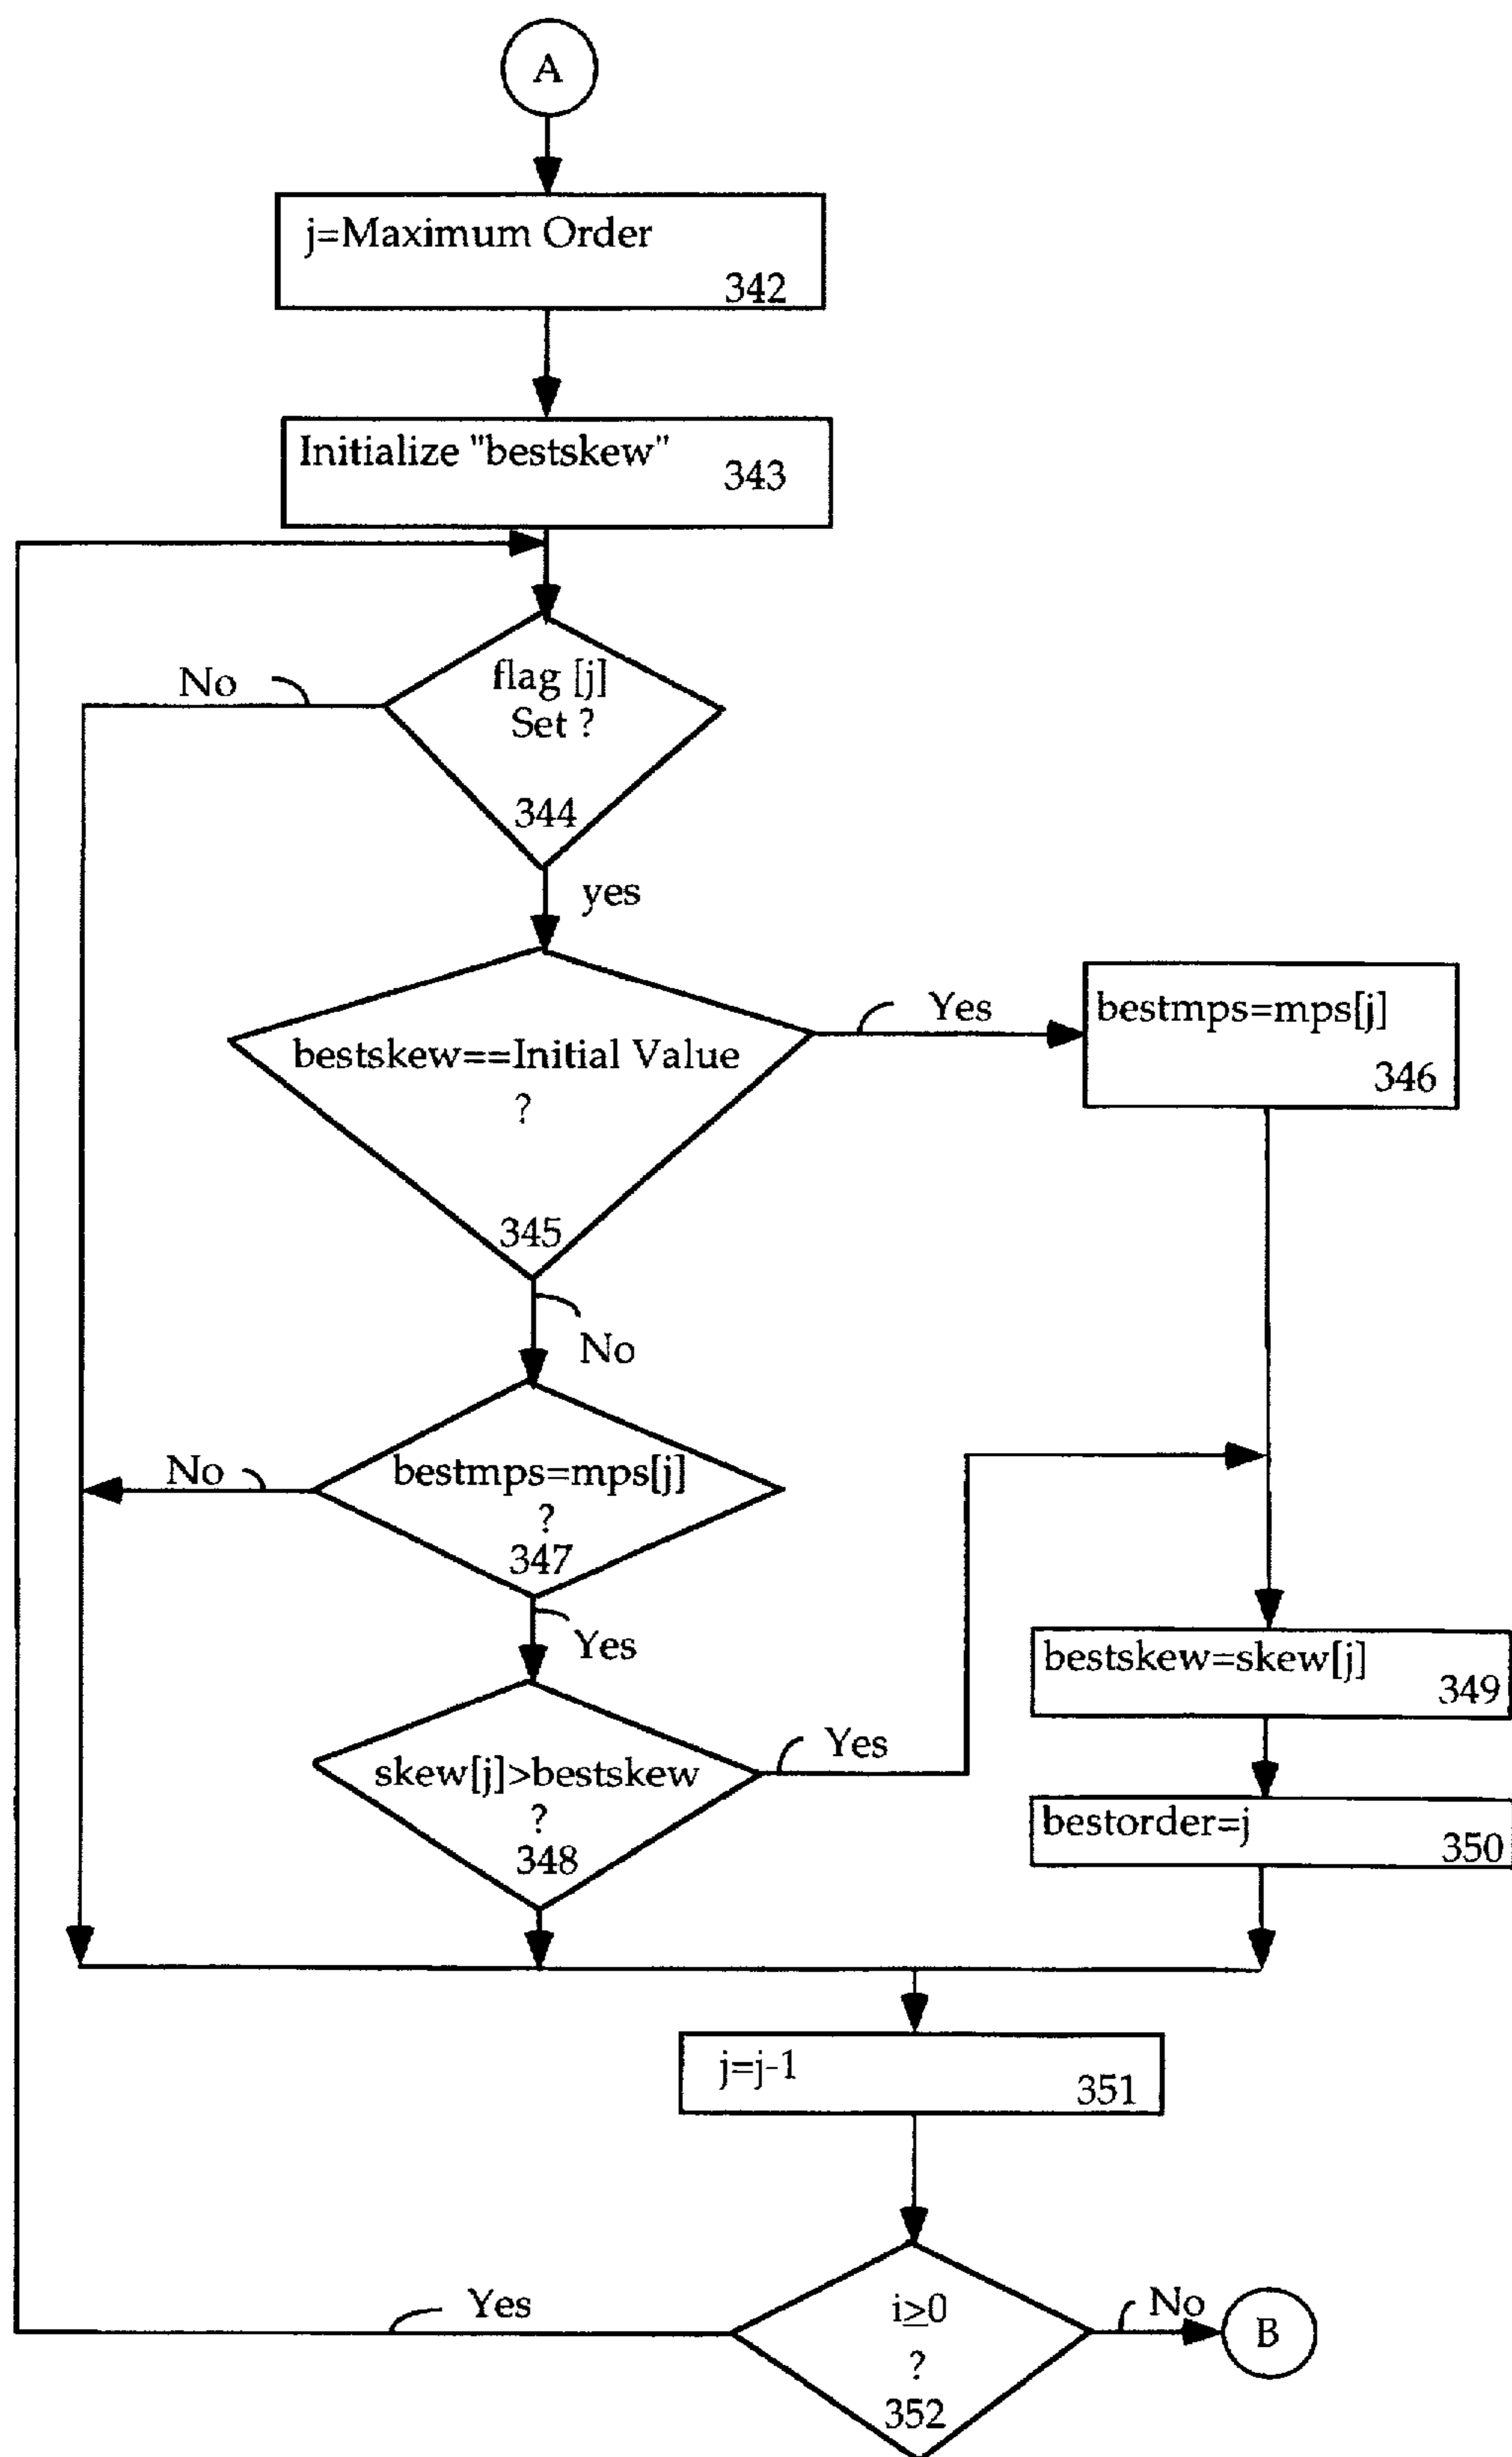 A
j=Maximum Order
342
Initialize "bestskew"
343
No
flag [j]
Set ?
344
yes
bestskew==Initial Value
?
345
Yes
bestmps=mps[j]
346
No
No
bestmps=mps[j]
?
347
Yes
skew[j]>bestskew
?
348
Yes
bestskew=skew[j]
349
bestorder=j
350
j=j-1
351
Yes
i≥0
?
352
No
B